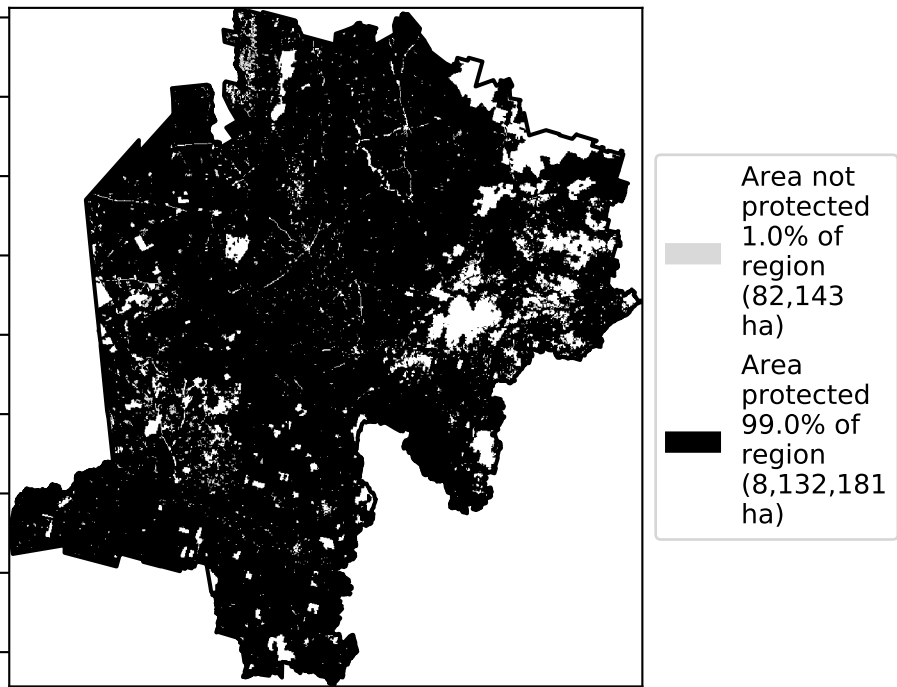 Area not
protected
1.0% of
region
(82,143
ha)
Area
protected
99.0% of
region
(8,132,181
ha)